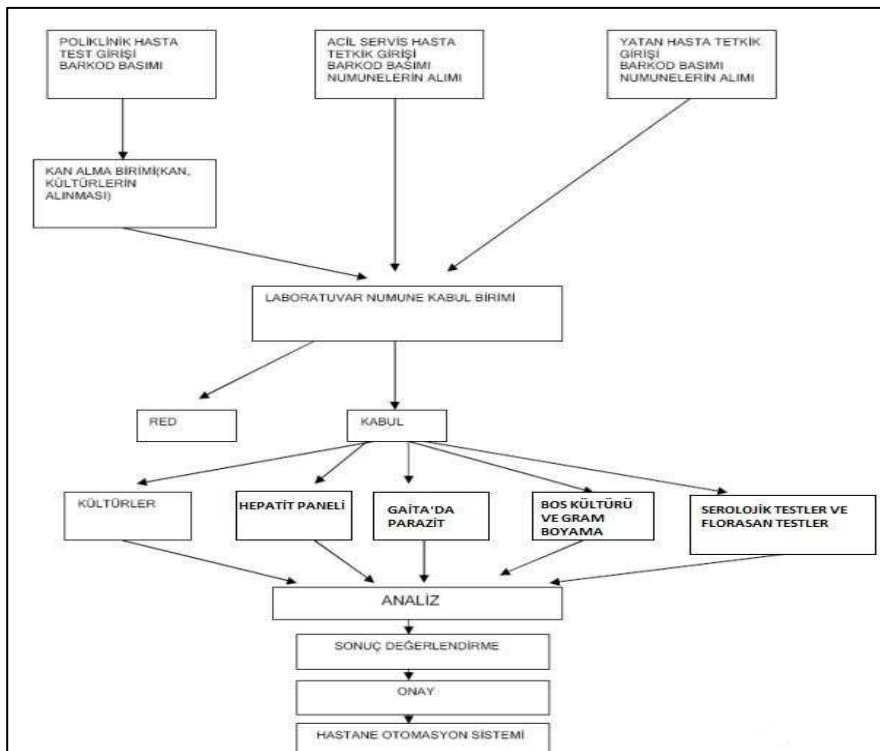 POLİKLİNİK HASTA
TEST GİRİŞİ
BARKOD BASIMI
ACİL SERVİS HASTA
TETKİK GİRİŞİ
BARKOD BASIMI
NUMUNELERİN ALIMI
YATAN HASTA TETKİK
GİRİŞİ
BARKOD BASIMI
NUMUNELERİN ALIMI
KAN ALMA BİRİMİ(KAN,
KÜLTÜRLERİN
ALINMASI)
LABORATUVAR NUMUNE KABUL BİRİMİ
RED
KABUL
KÜLTÜRLER
HEPATİT PANELİ
GAİTA'DA
PARAZİT
BOS KÜLTÜRÜ
VE GRAM
BOYAMA
SEROLOJİK TESTLER VE
FLORASAN TESTLER
ANALİZ
SONUÇ DEĞERLENDİRME
ONAY
HASTANE OTOMASYON SİSTEMİ